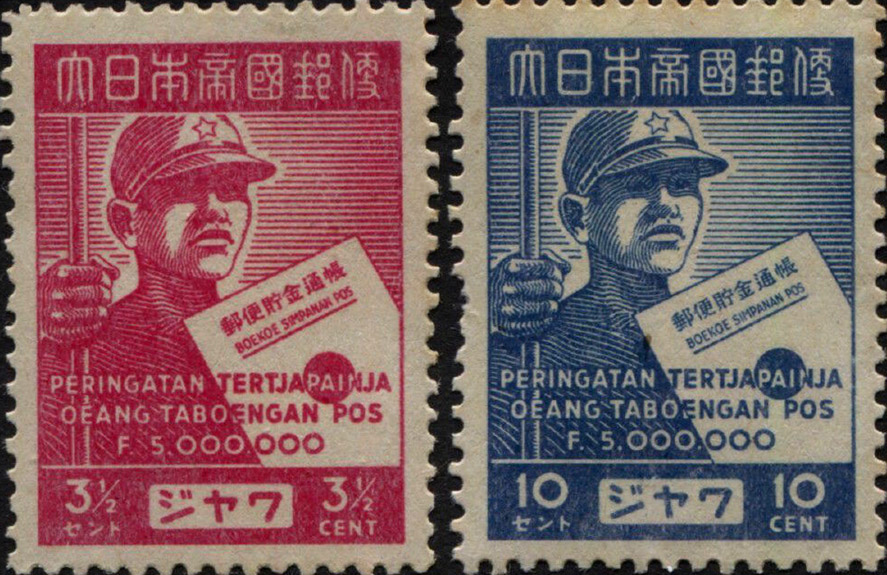 大日本帝國郵便
郵便貯金通帳
BOEKOE SIMPANAN POS
PERINGATAN TERTJAPAINJA
OEANG TABOENGAN POS
F. 5.000.000
3½ ジャワ 3½
セント CENT
大日本帝國郵便
郵便貯金通帳
BOEKOE SIMPANAN POS
PERINGATAN TERTJAPAINJA
OEANG TABOENGAN POS
F. 5.000.000
10 ジャワ 10
セント CENT